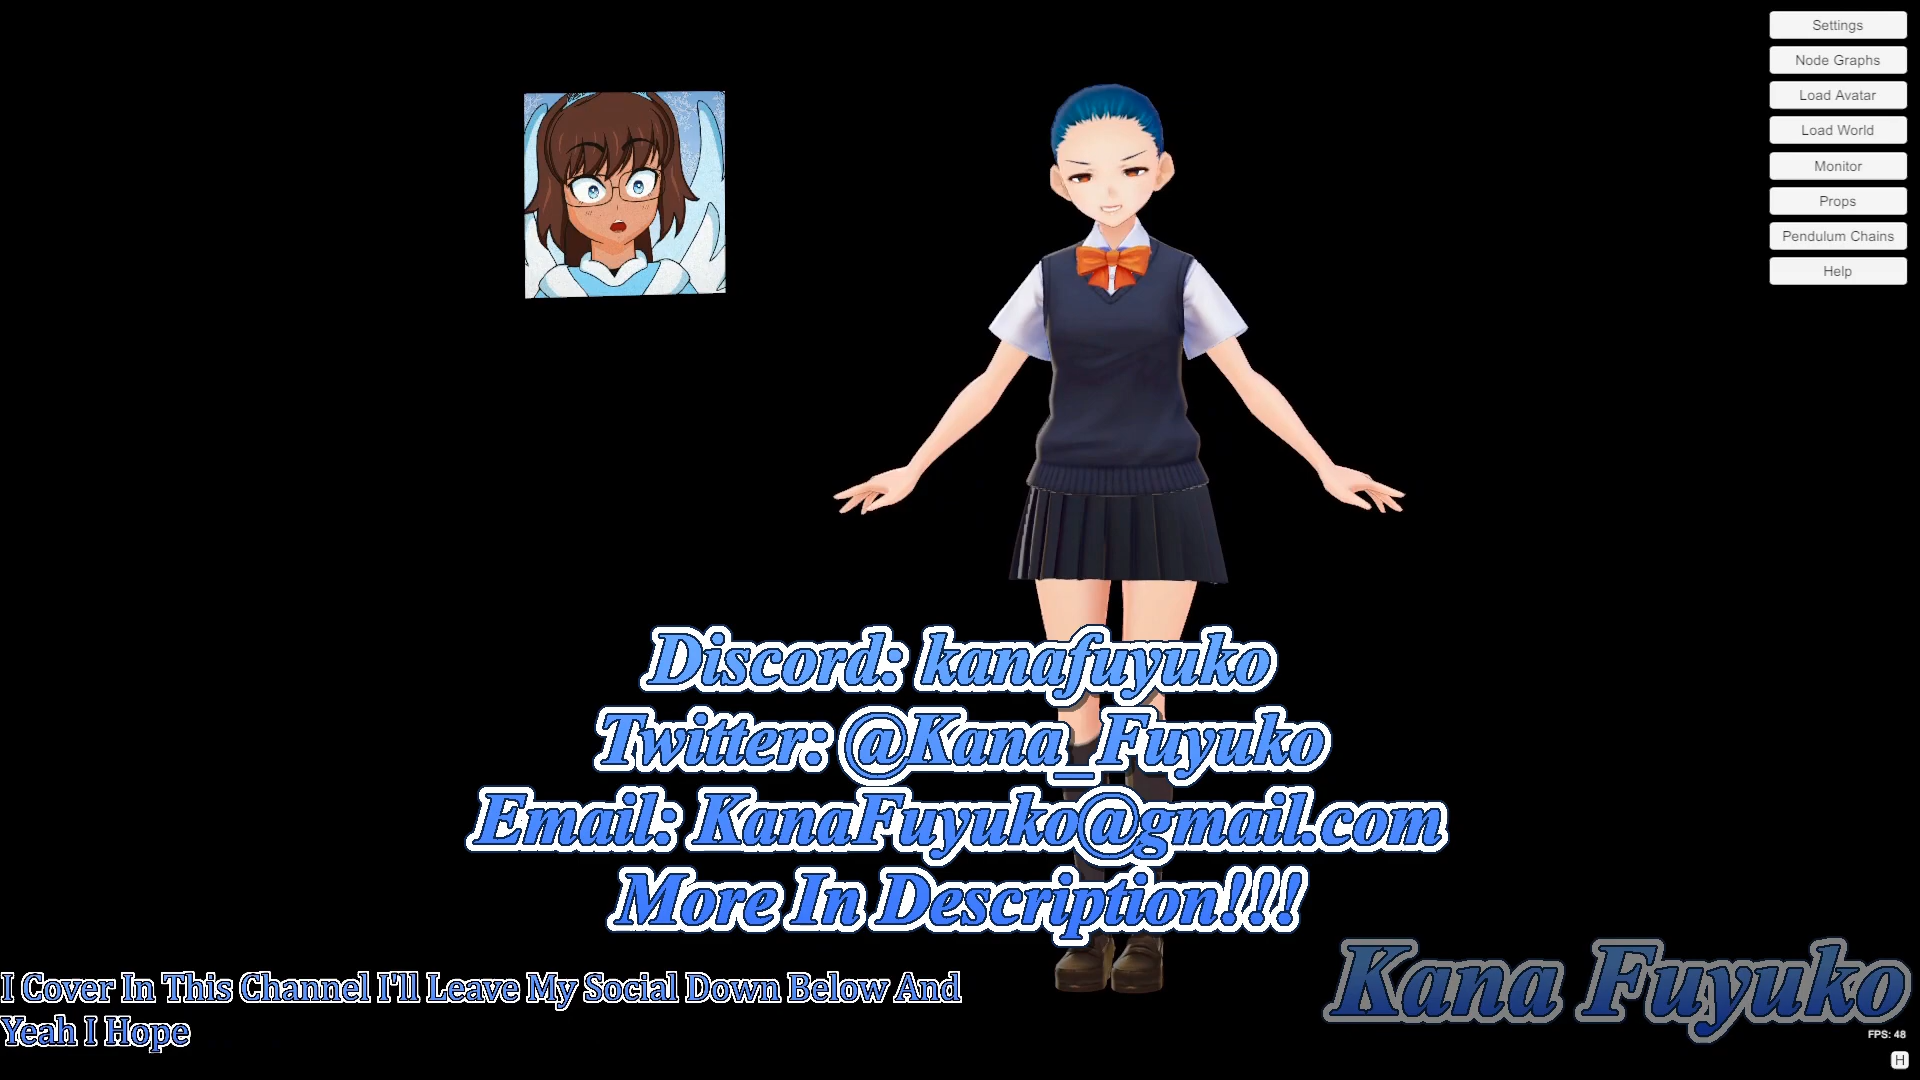 Settings
Node Graphs
Load Avatar
Load World
Monitor
Props
Pendulum Chains
Help
Discord: kanafuyuko
Twitter: @Kana_Fuyuko
Email: KanaFuyuko@gmail.com
More In Description!!!
I Cover In This Channel I'll Leave My Social Down Below And
Yeah I Hope
Kana Fuyuko
FPS: 48
H